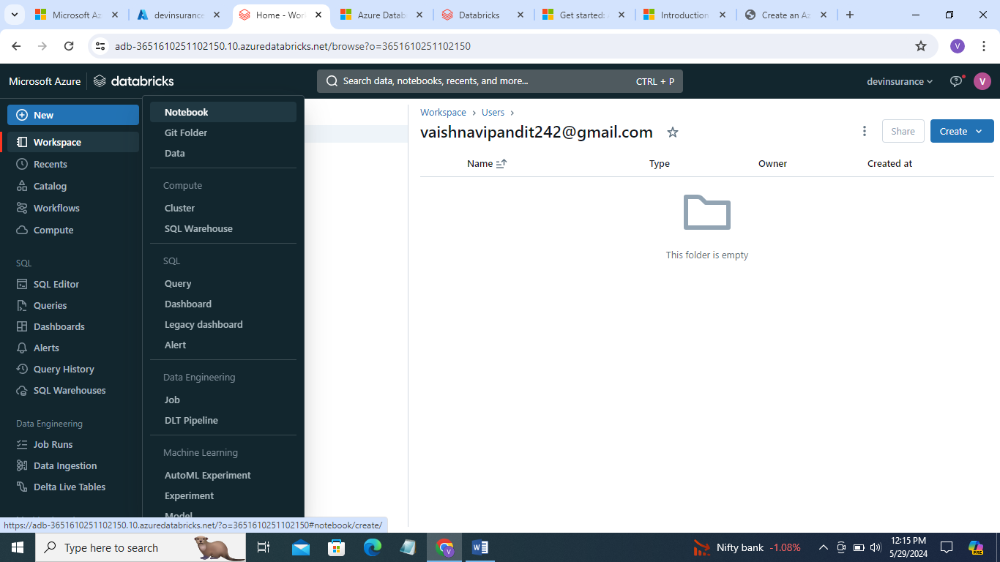 Microsoft Az
devinsurance
Home - Wor
Azure Datab
Databricks
Get started:
Introduction
Create an Az
adb-3651610251102150.10.azuredatabricks.net/browse?o=3651610251102150
V
Microsoft Azure
databricks
Search data, notebooks, recents, and more...
CTRL + P
devinsurance
V
New
Workspace
Recents
Catalog
Workflows
Compute
SQL
SQL Editor
Queries
Dashboards
Alerts
Query History
SQL Warehouses
Data Engineering
Job Runs
Data Ingestion
Delta Live Tables
Notebook
Git Folder
Data
Compute
Cluster
SQL Warehouse
SQL
Query
Dashboard
Legacy dashboard
Alert
Data Engineering
Job
DLT Pipeline
Machine Learning
AutoML Experiment
Experiment
Model
Workspace › Users ›
vaishnavipandit242@gmail.com
Share
Create
Name
Type
Owner
Created at
This folder is empty
https://adb-3651610251102150.10.azuredatabricks.net/?o=3651610251102150#notebook/create/
Type here to search
V
W
Nifty bank -1.08%
12:15 PM
5/29/2024
PRE